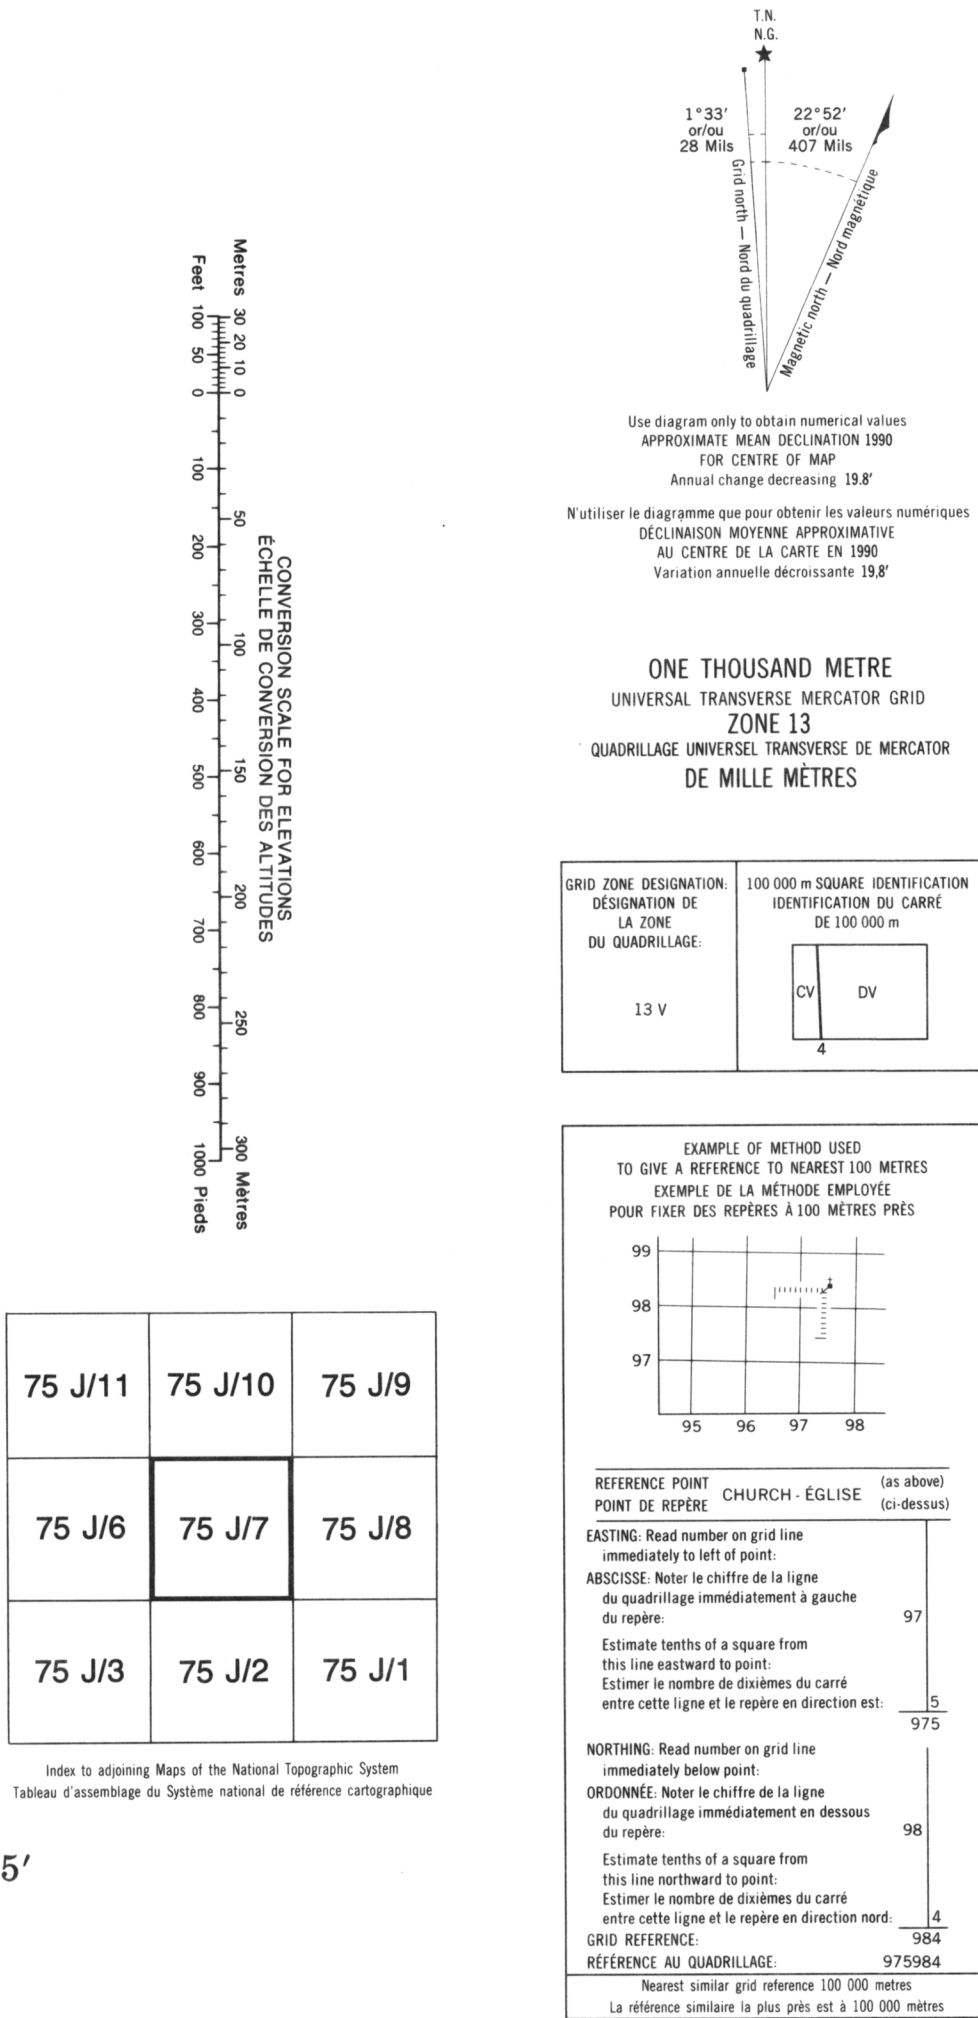 T.N.
N.G.
1°33′
or/ou
28 Mils
22°52′
or/ou
407 Mils
Grid north — Nord du quadrillage
Magnetic north — Nord magnétique
Use diagram only to obtain numerical values
APPROXIMATE MEAN DECLINATION 1990
FOR CENTRE OF MAP
Annual change decreasing 19.8′
N'utiliser le diagramme que pour obtenir les valeurs numériques
DÉCLINAISON MOYENNE APPROXIMATIVE
AU CENTRE DE LA CARTE EN 1990
Variation annuelle décroissante 19,8′
CONVERSION SCALE FOR ELEVATIONS
ÉCHELLE DE CONVERSION DES ALTITUDES
Metres 30 20 10 0 50 100 150 200 250 300 Mètres
Feet 100 50 0 100 200 300 400 500 600 700 800 900 1000 Pieds
ONE THOUSAND METRE
UNIVERSAL TRANSVERSE MERCATOR GRID
ZONE 13
QUADRILLAGE UNIVERSEL TRANSVERSE DE MERCATOR
DE MILLE MÈTRES
GRID ZONE DESIGNATION:
DÉSIGNATION DE
LA ZONE
DU QUADRILLAGE:
13 V
100 000 m SQUARE IDENTIFICATION
IDENTIFICATION DU CARRÉ
DE 100 000 m
CV DV
4
EXAMPLE OF METHOD USED
TO GIVE A REFERENCE TO NEAREST 100 METRES
EXEMPLE DE LA MÉTHODE EMPLOYÉE
POUR FIXER DES REPÈRES À 100 MÈTRES PRÈS
99
98
97
95 96 97 98
REFERENCE POINT
POINT DE REPÈRE
CHURCH - ÉGLISE
(as above)
(ci-dessus)
EASTING: Read number on grid line
immediately to left of point:
ABSCISSE: Noter le chiffre de la ligne
du quadrillage immédiatement à gauche
du repère: 97
Estimate tenths of a square from
this line eastward to point:
Estimer le nombre de dixièmes du carré
entre cette ligne et le repère en direction est: 5
975
NORTHING: Read number on grid line
immediately below point:
ORDONNÉE: Noter le chiffre de la ligne
du quadrillage immédiatement en dessous
du repère: 98
Estimate tenths of a square from
this line northward to point:
Estimer le nombre de dixièmes du carré
entre cette ligne et le repère en direction nord: 4
GRID REFERENCE: 984
RÉFÉRENCE AU QUADRILLAGE: 975984
Nearest similar grid reference 100 000 metres
La référence similaire la plus près est à 100 000 mètres
75 J/11 75 J/10 75 J/9
75 J/6 75 J/7 75 J/8
75 J/3 75 J/2 75 J/1
Index to adjoining Maps of the National Topographic System
Tableau d'assemblage du Système national de référence cartographique
5′